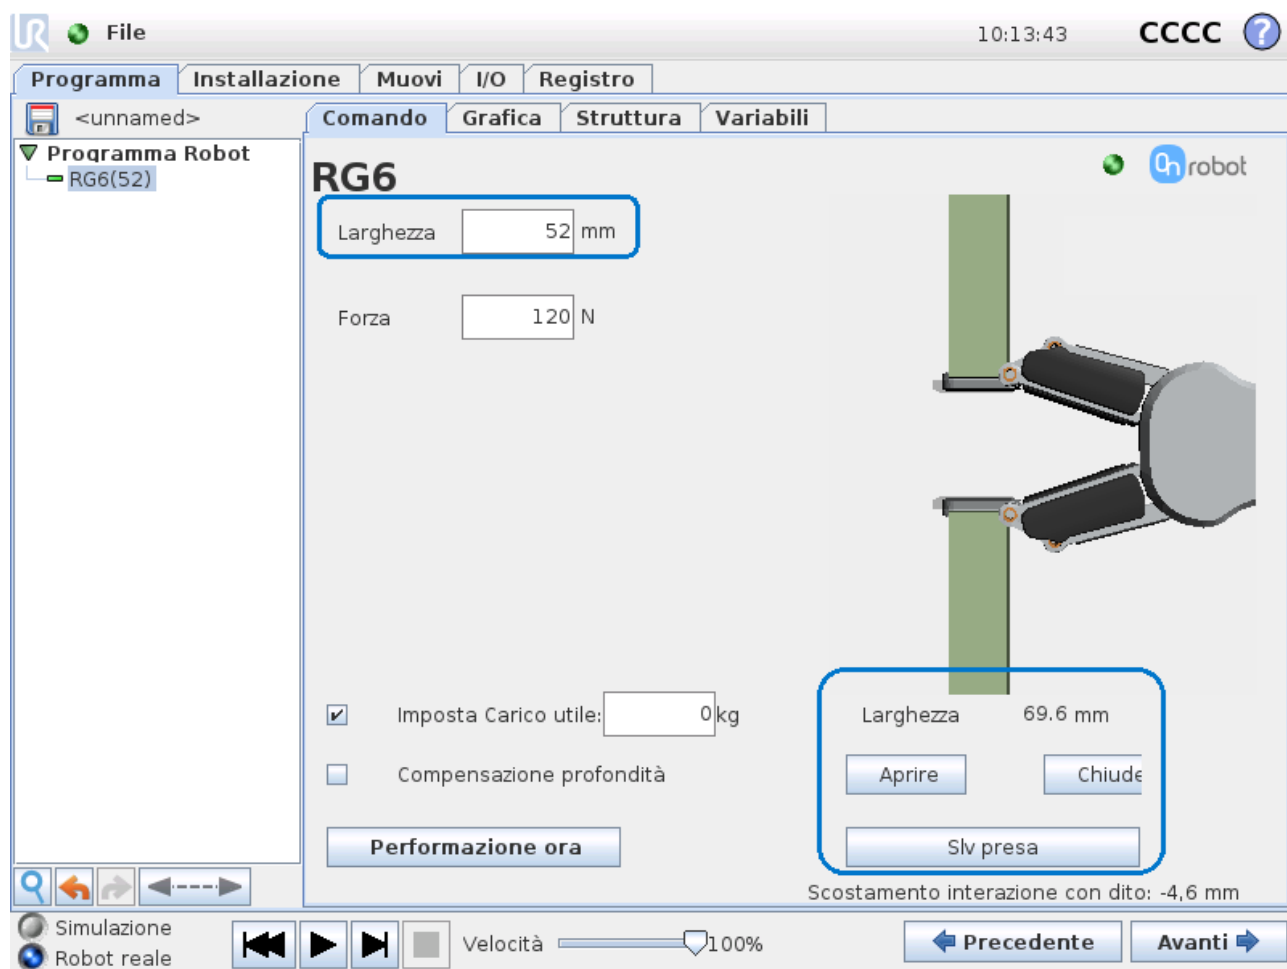 UR File 10:13:43 CCCC ?
Programma Installazione Muovi I/O Registro
<unnamed> Comando Grafica Struttura Variabili
Programma Robot
RG6(52)
RG6
On robot
Larghezza 52 mm
Forza 120 N
Imposta Carico utile: 0 kg
Larghezza 69.6 mm
Compensazione profondità
Aprire Chiude
Performazione ora
Slv presa
Scostamento interazione con dito: -4,6 mm
Simulazione
Robot reale
Velocità 100%
Precedente Avanti